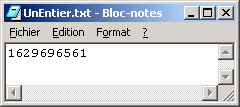 UnEntier.txt - Bloc-notes
Fichier Edition Format ?
1629696561